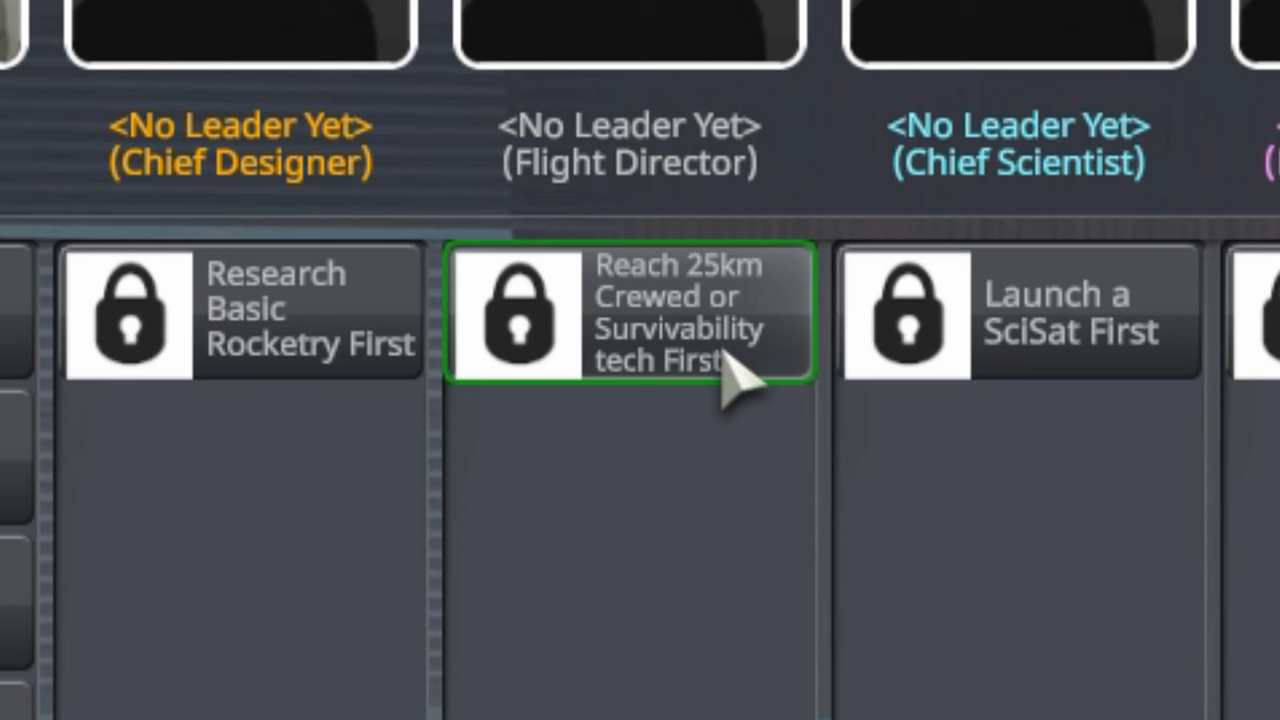 <No Leader Yet>
(Chief Designer)
<No Leader Yet>
(Flight Director)
<No Leader Yet>
(Chief Scientist)
Research
Basic
Rocketry First
Reach 25km
Crewed or
Survivability
tech First
Launch a
SciSat First